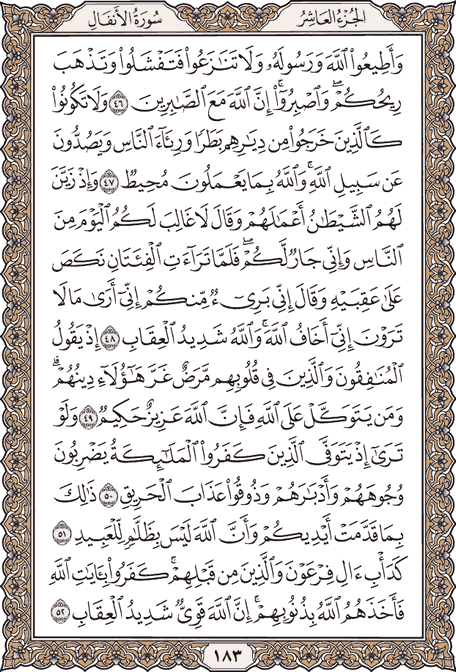 الجُزْءُ العَاشِرُ
سُورَةُ الأَنفَالِ
وَأَطِيعُوا۟ ٱللَّهَ وَرَسُولَهُۥ وَلَا تَنَٰزَعُوا۟ فَتَفْشَلُوا۟ وَتَذْهَبَ
رِيحُكُمْ ۖ وَٱصْبِرُوٓا۟ ۚ إِنَّ ٱللَّهَ مَعَ ٱلصَّٰبِرِينَ ٤٦ وَلَا تَكُونُوا۟
كَٱلَّذِينَ خَرَجُوا۟ مِن دِيَٰرِهِم بَطَرًا وَرِئَآءَ ٱلنَّاسِ وَيَصُدُّونَ
عَن سَبِيلِ ٱللَّهِ ۚ وَٱللَّهُ بِمَا يَعْمَلُونَ مُحِيطٌ ٤٧ وَإِذْ زَيَّنَ
لَهُمُ ٱلشَّيْطَٰنُ أَعْمَٰلَهُمْ وَقَالَ لَا غَالِبَ لَكُمُ ٱلْيَوْمَ مِنَ
ٱلنَّاسِ وَإِنِّى جَارٌ لَّكُمْ ۖ فَلَمَّا تَرَآءَتِ ٱلْفِئَتَانِ نَكَصَ
عَلَىٰ عَقِبَيْهِ وَقَالَ إِنِّى بَرِىٓءٌ مِّنكُمْ إِنِّىٓ أَرَىٰ مَا لَا
تَرَوْنَ إِنِّىٓ أَخَافُ ٱللَّهَ ۚ وَٱللَّهُ شَدِيدُ ٱلْعِقَابِ ٤٨ إِذْ يَقُولُ
ٱلْمُنَٰفِقُونَ وَٱلَّذِينَ فِى قُلُوبِهِم مَّرَضٌ غَرَّ هَٰٓؤُلَآءِ دِينُهُمْ ۗ
وَمَن يَتَوَكَّلْ عَلَى ٱللَّهِ فَإِنَّ ٱللَّهَ عَزِيزٌ حَكِيمٌ ٤٩ وَلَوْ
تَرَىٰٓ إِذْ يَتَوَفَّى ٱلَّذِينَ كَفَرُوا۟ ۙ ٱلْمَلَٰٓئِكَةُ يَضْرِبُونَ
وُجُوهَهُمْ وَأَدْبَٰرَهُمْ وَذُوقُوا۟ عَذَابَ ٱلْحَرِيقِ ٥٠ ذَٰلِكَ
بِمَا قَدَّمَتْ أَيْدِيكُمْ وَأَنَّ ٱللَّهَ لَيْسَ بِظَلَّٰمٍ لِّلْعَبِيدِ ٥١
كَدَأْبِ ءَالِ فِرْعَوْنَ ۙ وَٱلَّذِينَ مِن قَبْلِهِمْ ۚ كَفَرُوا۟ بِـَٔايَٰتِ ٱللَّهِ
فَأَخَذَهُمُ ٱللَّهُ بِذُنُوبِهِمْ ۗ إِنَّ ٱللَّهَ قَوِىٌّ شَدِيدُ ٱلْعِقَابِ ٥٢
١٨٣